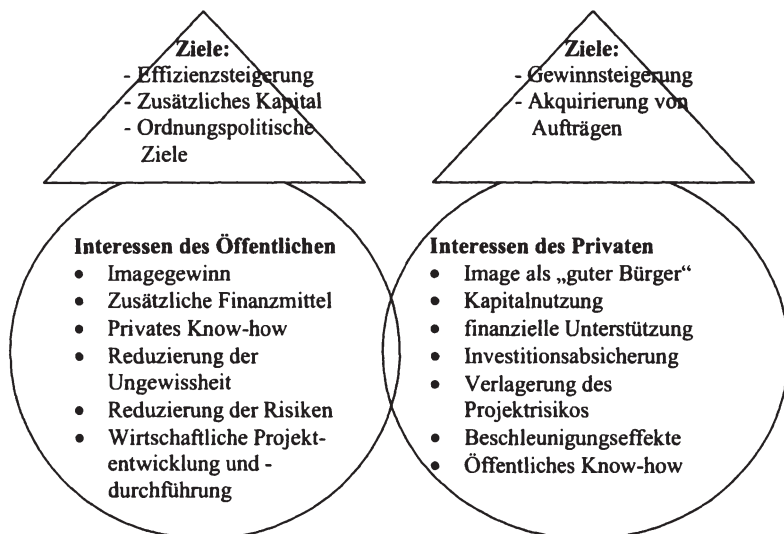 Ziele:
- Effizienzsteigerung
- Zusätzliches Kapital
- Ordnungspolitische
Ziele
Ziele:
- Gewinnsteigerung
- Akquirierung von
Aufträgen
Interessen des Öffentlichen
• Imagegewinn
• Zusätzliche Finanzmittel
• Privates Know-how
• Reduzierung der
Ungewissheit
• Reduzierung der Risiken
• Wirtschaftliche Projekt-
entwicklung und -
durchführung
Interessen des Privaten
• Image als „guter Bürger“
• Kapitalnutzung
• finanzielle Unterstützung
• Investitionsabsicherung
• Verlagerung des
Projektrisikos
• Beschleunigungseffekte
• Öffentliches Know-how